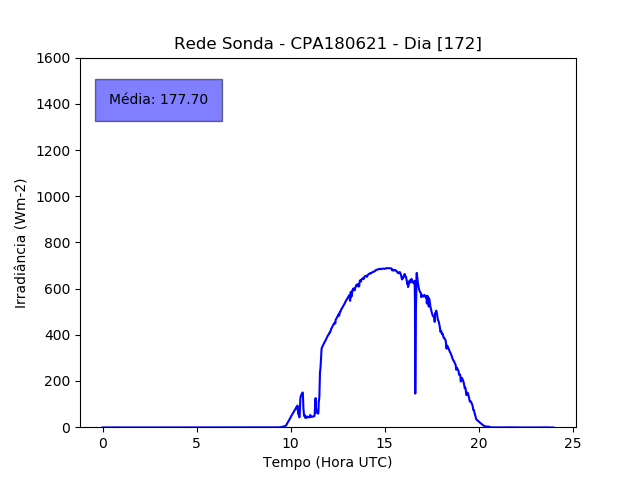 Rede Sonda - CPA180621 - Dia [172]
Média: 177.70
Irradiância (Wm-2)
1600
1400
1200
1000
800
600
400
200
0
0 5 10 15 20 25
Tempo (Hora UTC)